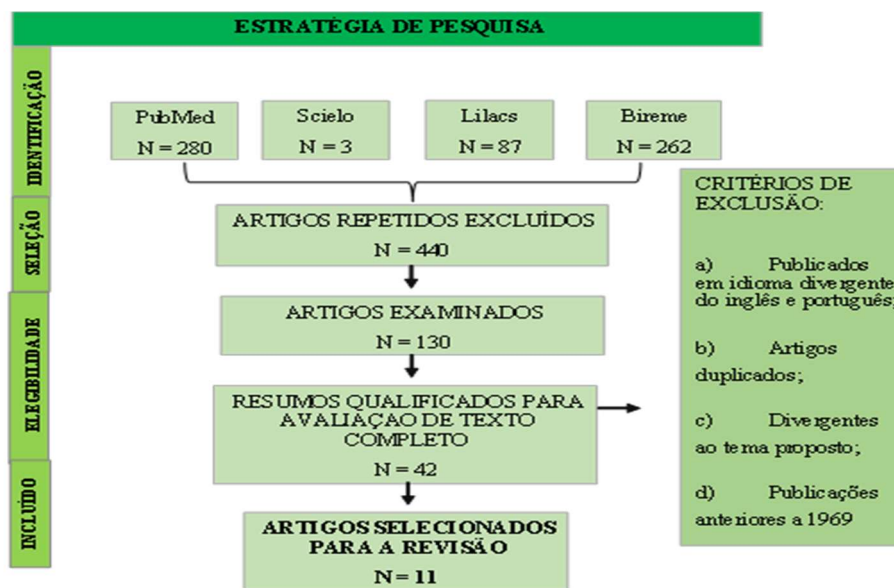 ESTRATÉGIA DE PESQUISA
IDENTIFICAÇÃO
PubMed
N = 280
Scielo
N = 3
Lilacs
N = 87
Bireme
N = 262
SELEÇÃO
ARTIGOS REPETIDOS EXCLUÍDOS
N = 440
ELEGIBILIDADE
ARTIGOS EXAMINADOS
N = 130
RESUMOS QUALIFICADOS PARA
AVALIAÇAO DE TEXTO
COMPLETO
N = 42
INCLUÍDO
ARTIGOS SELECIONADOS
PARA A REVISÃO
N = 11
CRITÉRIOS DE
EXCLUSÃO:
a) Publicados
em idioma divergente
do inglês e português;
b) Artigos
duplicados;
c) Divergentes
ao tema proposto;
d) Publicações
anteriores a 1969